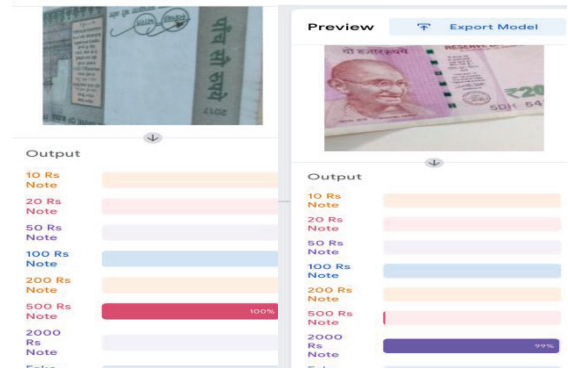 पाँच सौ रुपये
Output
10 Rs
Note
20 Rs
Note
50 Rs
Note
100 Rs
Note
200 Rs
Note
500 Rs
Note
100%
2000
Rs
Note
Preview
Export Model
RESERVE
₹20
Output
10 Rs
Note
20 Rs
Note
50 Rs
Note
100 Rs
Note
200 Rs
Note
500 Rs
Note
2000
Rs
Note
99%